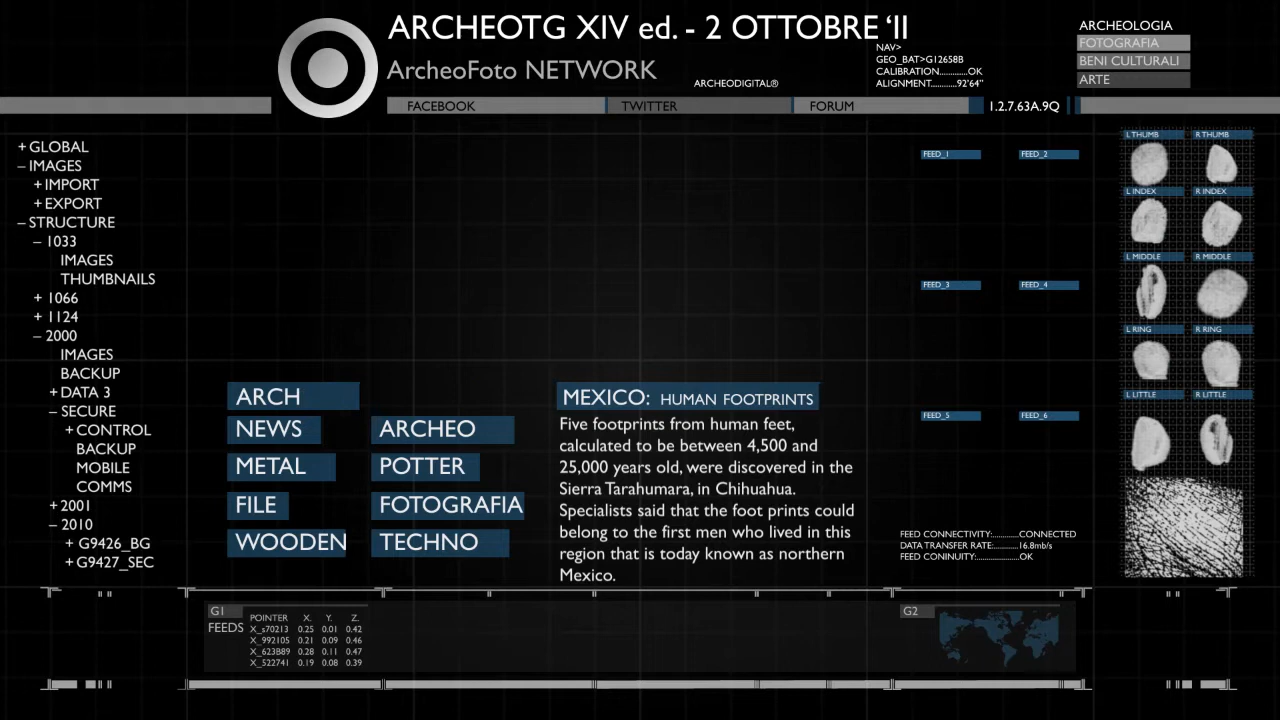 ARCHEOTG XIV ed. - 2 OTTOBRE ‘II
ArcheoFoto NETWORK
ARCHEODIGITAL®
NAV>
GEO_BAT>G12658B
CALIBRATION.............OK
ALIGNMENT............92'64"
ARCHEOLOGIA
FOTOGRAFIA
BENI CULTURALI
ARTE
FACEBOOK
TWITTER
FORUM
1.2.7.63A.9Q
+ GLOBAL
– IMAGES
+ IMPORT
+ EXPORT
– STRUCTURE
– 1033
IMAGES
THUMBNAILS
+ 1066
+ 1124
– 2000
IMAGES
BACKUP
+ DATA 3
– SECURE
+ CONTROL
BACKUP
MOBILE
COMMS
+ 2001
– 2010
+ G9426_BG
+ G9427_SEC
ARCH
NEWS
METAL
FILE
WOODEN
ARCHEO
POTTER
FOTOGRAFIA
TECHNO
MEXICO: HUMAN FOOTPRINTS
Five footprints from human feet,
calculated to be between 4,500 and
25,000 years old, were discovered in the
Sierra Tarahumara, in Chihuahua.
Specialists said that the foot prints could
belong to the first men who lived in this
region that is today known as northern
Mexico.
FEED_1
FEED_2
FEED_3
FEED_4
FEED_5
FEED_6
FEED CONNECTIVITY:............CONNECTED
DATA TRANSFER RATE:...........16.8mb/s
FEED CONINUITY:.....................OK
L THUMB
R THUMB
L INDEX
R INDEX
L MIDDLE
R MIDDLE
L RING
R RING
L LITTLE
R LITTLE
G1
FEEDS
POINTER X. Y. Z.
X_s70213 0.25 0.01 0.42
X_992105 0.21 0.09 0.46
X_623B89 0.28 0.11 0.47
X_522741 0.19 0.08 0.39
G2